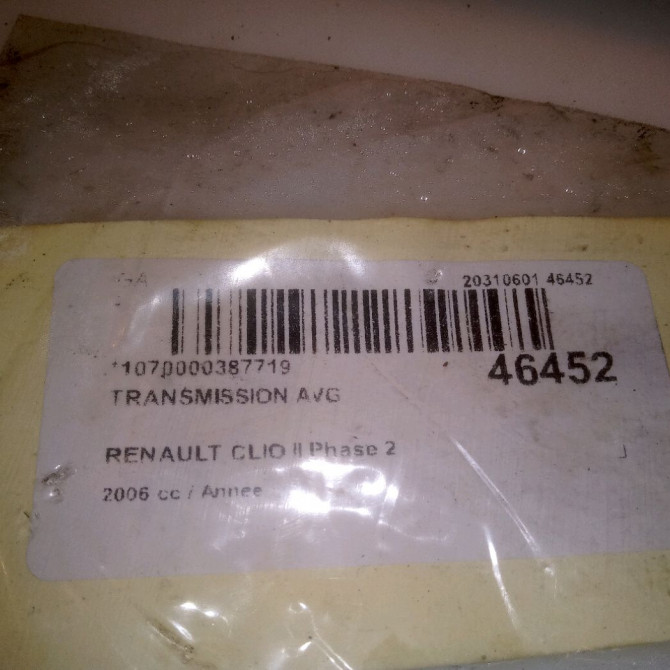 20310601 46452
*1070000387719
46452
TRANSMISSION AVG
RENAULT CLIO II Phase 2
2006 cc / Annee